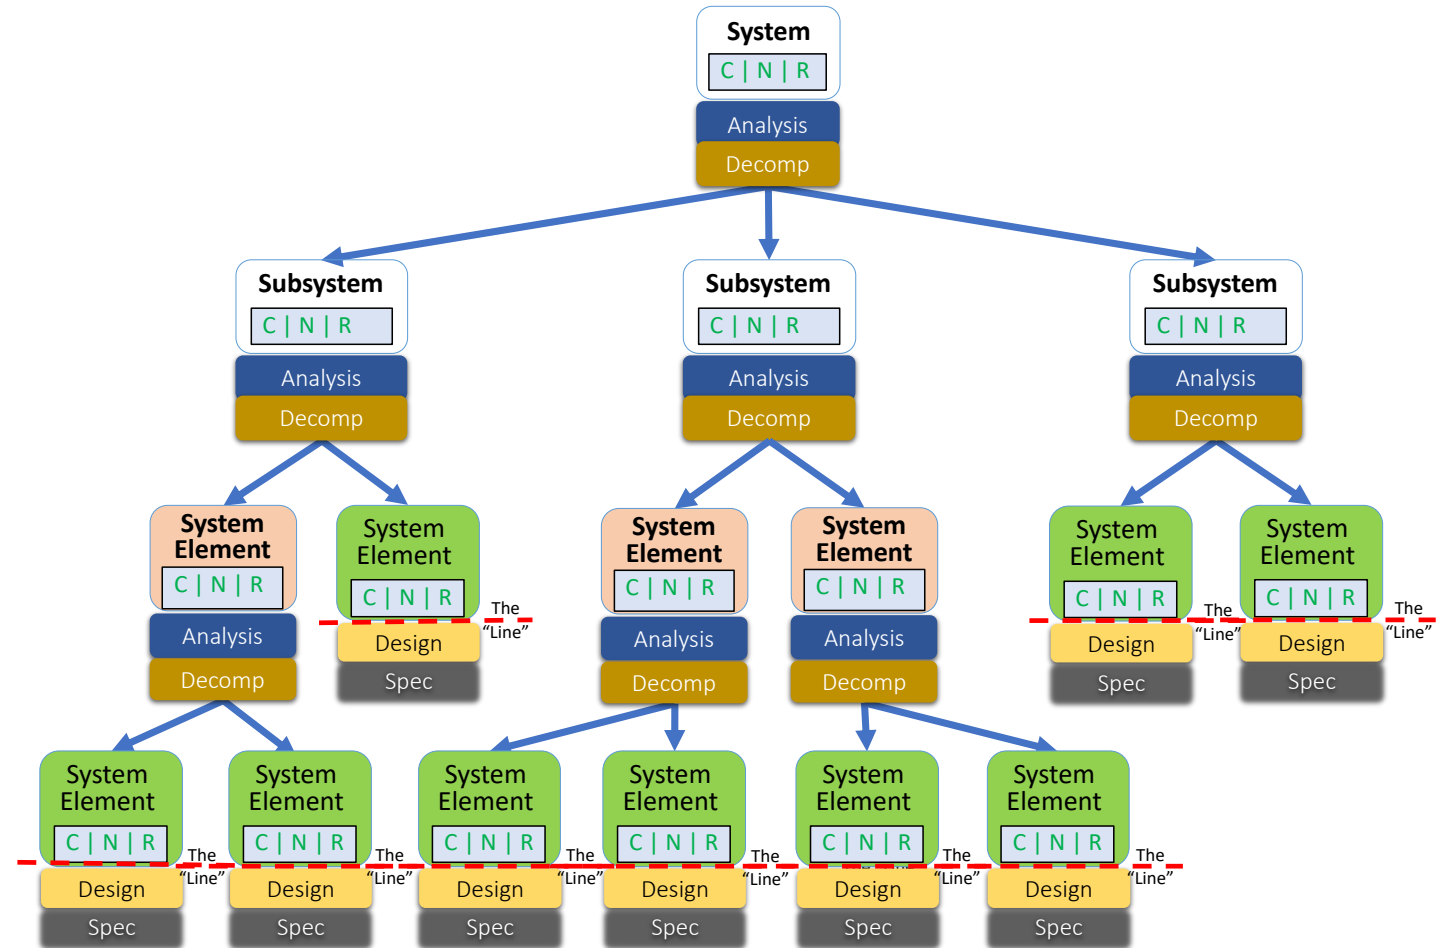 System
C | N | R
Analysis
Decomp
Subsystem
C | N | R
Analysis
Decomp
Subsystem
C | N | R
Analysis
Decomp
Subsystem
C | N | R
Analysis
Decomp
System
Element
C | N | R
Analysis
Decomp
System
Element
C | N | R
The
“Line”
Design
Spec
System
Element
C | N | R
Analysis
Decomp
System
Element
C | N | R
Analysis
Decomp
System
Element
C | N | R
The
“Line”
Design
Spec
System
Element
C | N | R
The
“Line”
Design
Spec
System
Element
C | N | R
The
“Line”
Design
Spec
System
Element
C | N | R
The
“Line”
Design
Spec
System
Element
C | N | R
The
“Line”
Design
Spec
System
Element
C | N | R
The
“Line”
Design
Spec
System
Element
C | N | R
The
“Line”
Design
Spec
System
Element
C | N | R
The
“Line”
Design
Spec